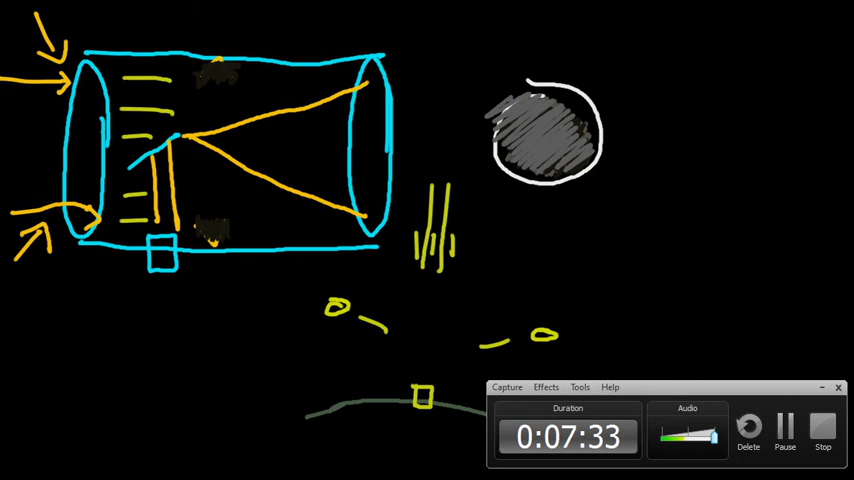 Capture Effects Tools Help
Duration
Audio
0:07:33
Delete
Pause
Stop